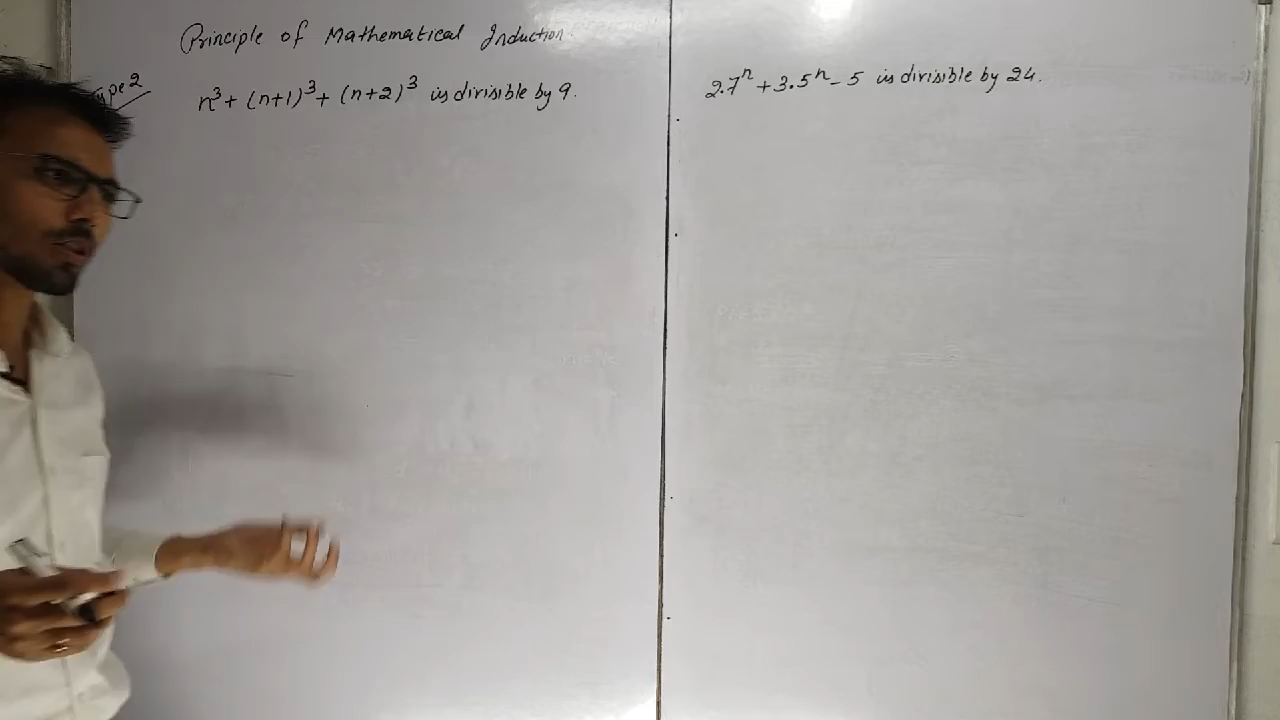 Principle of Mathematical Induction.
n³ + (n+1)³ + (n+2)³ is divisible by 9.
2.7ⁿ + 3.5ⁿ - 5 is divisible by 24.